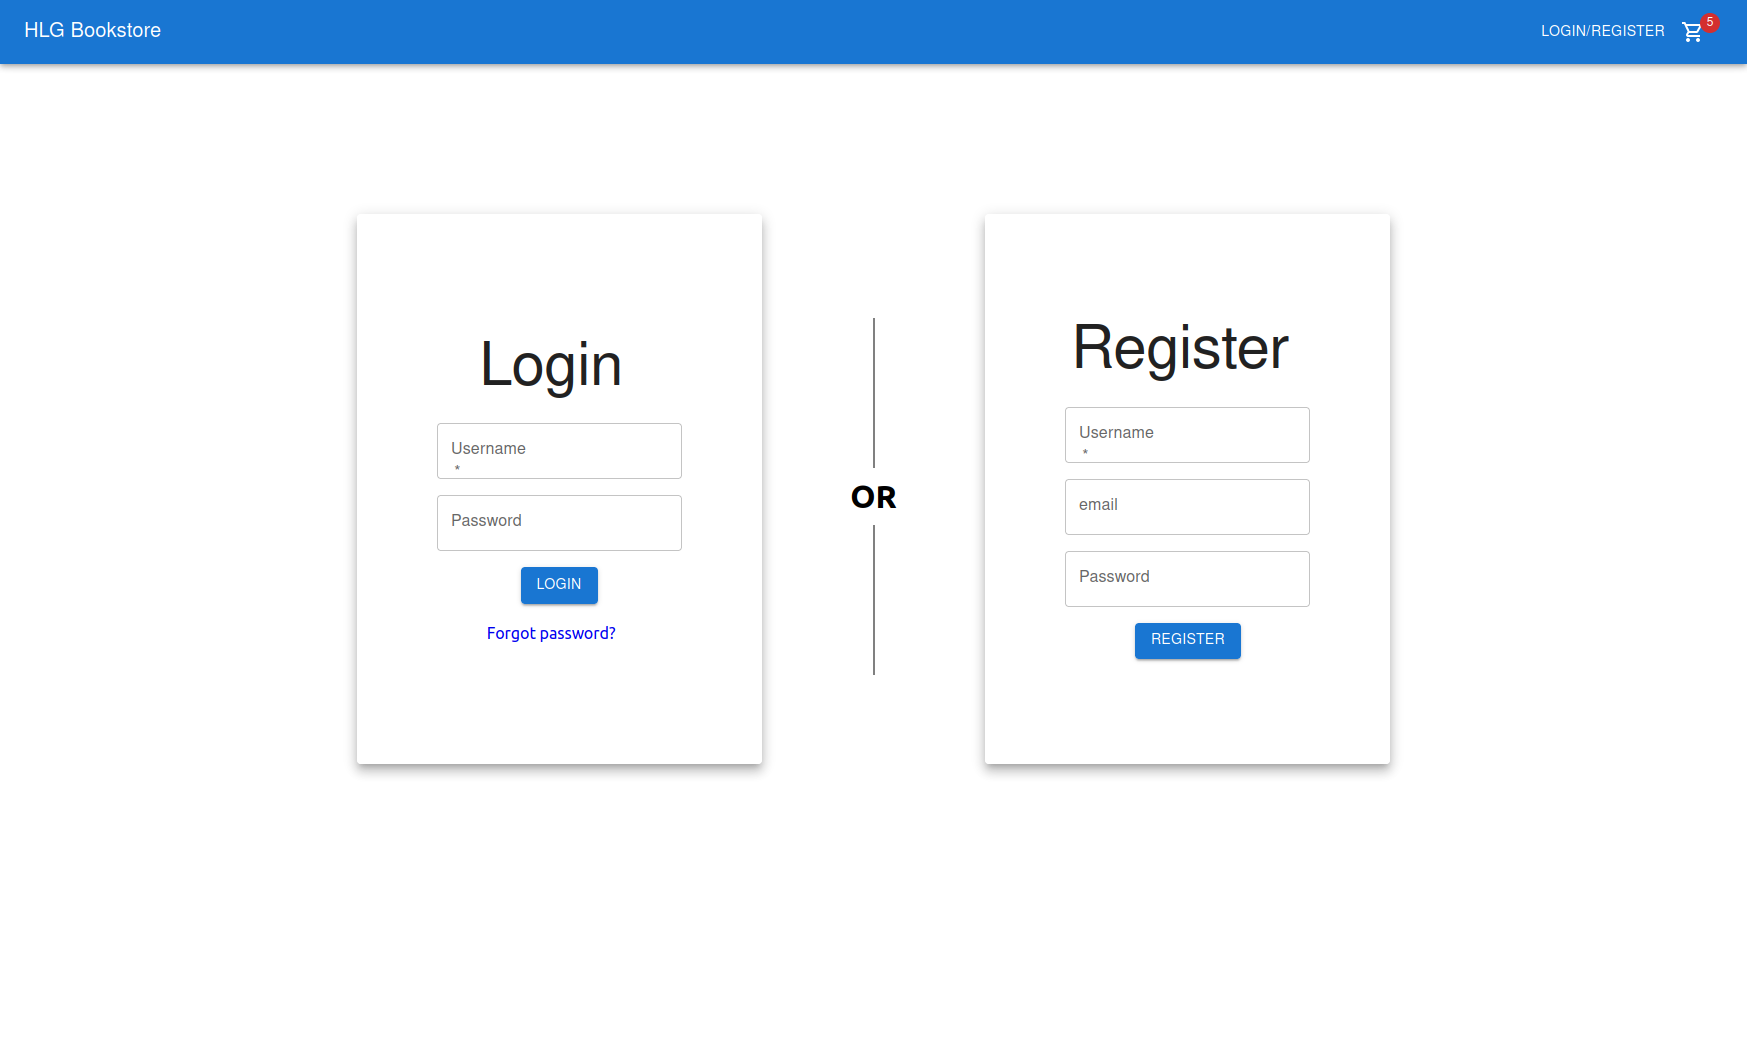 HLG Bookstore
LOGIN/REGISTER
5
Login
Username
*
Password
LOGIN
Forgot password?
OR
Register
Username
*
email
Password
REGISTER